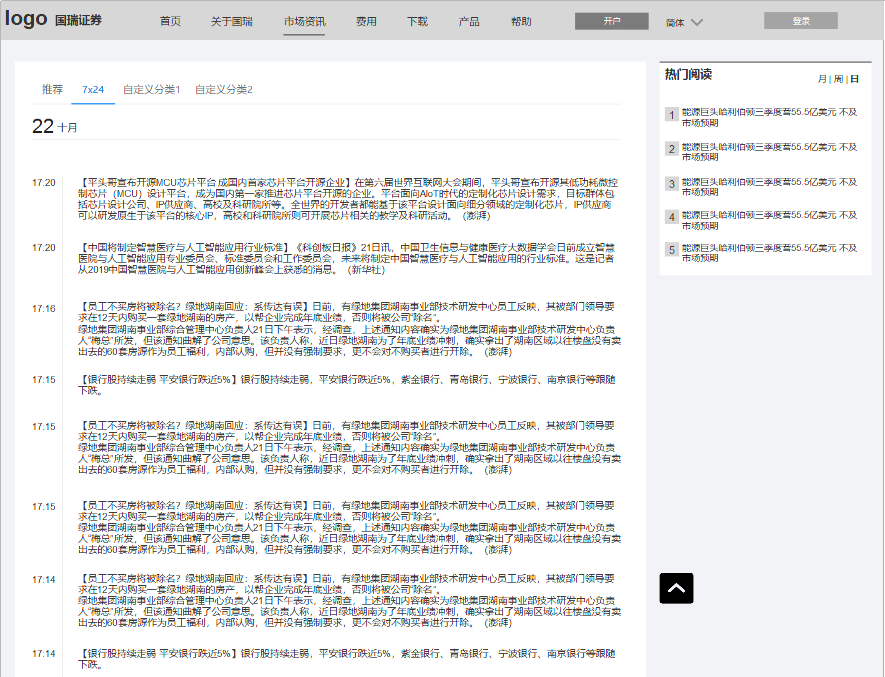 logo 国瑞证券 首页 关于国瑞 市场资讯 费用 下载 产品 帮助 开户 简体 登录
推荐 7x24 自定义分类1 自定义分类2
22 十月
17:20 【平头哥宣布开源MCU芯片平台 成国内首家芯片平台开源企业】在第六届世界互联网大会期间，平头哥宣布开源其低功耗微控
制芯片（MCU）设计平台，成为国内第一家推进芯片平台开源的企业。平台面向AIoT时代的定制化芯片设计需求，目标群体包
括芯片设计公司、IP供应商、高校及科研院所等。全世界的开发者都能基于该平台设计面向细分领域的定制化芯片，IP供应商
可以研发原生于该平台的核心IP，高校和科研院所则可开展芯片相关的教学及科研活动。（澎湃）
17:20 【中国将制定智慧医疗与人工智能应用行业标准】《科创板日报》21日讯，中国卫生信息与健康医疗大数据学会日前成立智慧
医院与人工智能应用专业委员会、标准委员会和工作委员会，未来将制定中国智慧医疗与人工智能应用的行业标准。这是记者
从2019中国智慧医院与人工智能应用创新峰会上获悉的消息。（新华社）
17:16 【员工不买房将被除名？绿地湖南回应：系传达有误】日前，有绿地集团湖南事业部技术研发中心员工反映，其被部门领导要
求在12天内购买一套绿地湖南的房产，以帮企业完成年底业绩，否则将被公司“除名”。
绿地集团湖南事业部综合管理中心负责人21日下午表示，经调查，上述通知内容确实为绿地集团湖南事业部技术研发中心负责
人“梅总”所发，但该通知曲解了公司意思。该负责人称，近日绿地湖南为了年底业绩冲刺，确实拿出了湖南区域以往楼盘没有卖
出去的60套房源作为员工福利，内部认购，但并没有强制要求，更不会对不购买者进行开除。（澎湃）
17:15 【银行股持续走弱 平安银行跌近5%】银行股持续走弱，平安银行跌近5%，紫金银行、青岛银行、宁波银行、南京银行等跟随
下跌。
17:15 【员工不买房将被除名？绿地湖南回应：系传达有误】日前，有绿地集团湖南事业部技术研发中心员工反映，其被部门领导要
求在12天内购买一套绿地湖南的房产，以帮企业完成年底业绩，否则将被公司“除名”。
绿地集团湖南事业部综合管理中心负责人21日下午表示，经调查，上述通知内容确实为绿地集团湖南事业部技术研发中心负责
人“梅总”所发，但该通知曲解了公司意思。该负责人称，近日绿地湖南为了年底业绩冲刺，确实拿出了湖南区域以往楼盘没有卖
出去的60套房源作为员工福利，内部认购，但并没有强制要求，更不会对不购买者进行开除。（澎湃）
17:15 【员工不买房将被除名？绿地湖南回应：系传达有误】日前，有绿地集团湖南事业部技术研发中心员工反映，其被部门领导要
求在12天内购买一套绿地湖南的房产，以帮企业完成年底业绩，否则将被公司“除名”。
绿地集团湖南事业部综合管理中心负责人21日下午表示，经调查，上述通知内容确实为绿地集团湖南事业部技术研发中心负责
人“梅总”所发，但该通知曲解了公司意思。该负责人称，近日绿地湖南为了年底业绩冲刺，确实拿出了湖南区域以往楼盘没有卖
出去的60套房源作为员工福利，内部认购，但并没有强制要求，更不会对不购买者进行开除。（澎湃）
17:14 【员工不买房将被除名？绿地湖南回应：系传达有误】日前，有绿地集团湖南事业部技术研发中心员工反映，其被部门领导要
求在12天内购买一套绿地湖南的房产，以帮企业完成年底业绩，否则将被公司“除名”。
绿地集团湖南事业部综合管理中心负责人21日下午表示，经调查，上述通知内容确实为绿地集团湖南事业部技术研发中心负责
人“梅总”所发，但该通知曲解了公司意思。该负责人称，近日绿地湖南为了年底业绩冲刺，确实拿出了湖南区域以往楼盘没有卖
出去的60套房源作为员工福利，内部认购，但并没有强制要求，更不会对不购买者进行开除。（澎湃）
17:14 【银行股持续走弱 平安银行跌近5%】银行股持续走弱，平安银行跌近5%，紫金银行、青岛银行、宁波银行、南京银行等跟随
下跌。
热门阅读 月 | 周 | 日
1 能源巨头哈利伯顿三季度营55.5亿美元 不及
市场预期
2 能源巨头哈利伯顿三季度营55.5亿美元 不及
市场预期
3 能源巨头哈利伯顿三季度营55.5亿美元 不及
市场预期
4 能源巨头哈利伯顿三季度营55.5亿美元 不及
市场预期
5 能源巨头哈利伯顿三季度营55.5亿美元 不及
市场预期